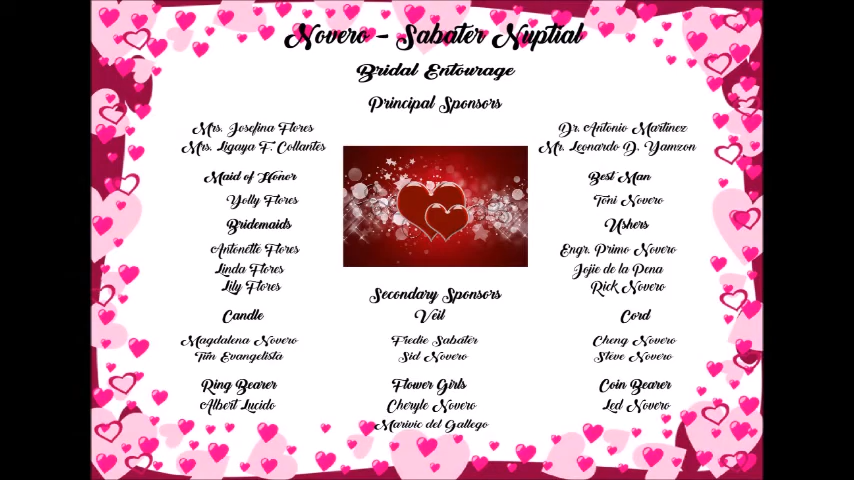 Novero - Sabater Nuptial
Bridal Entourage
Principal Sponsors
Mrs. Josefina Flores
Mrs. Ligaya F. Collantes
Dr. Antonio Martinez
Mr. Leonardo D. Yamzon
Maid of Honor
Yolly Flores
Best Man
Toni Novero
Bridemaids
Antonette Flores
Linda Flores
Lily Flores
Ushers
Engr. Primo Novero
Jojie de la Pena
Rick Novero
Secondary Sponsors
Candle
Magdalena Novero
Tim Evangelista
Veil
Fredie Sabater
Sid Novero
Cord
Cheng Novero
Steve Novero
Ring Bearer
Albert Lucido
Flower Girls
Cheryle Novero
Marivic del Gallego
Coin Bearer
Led Novero